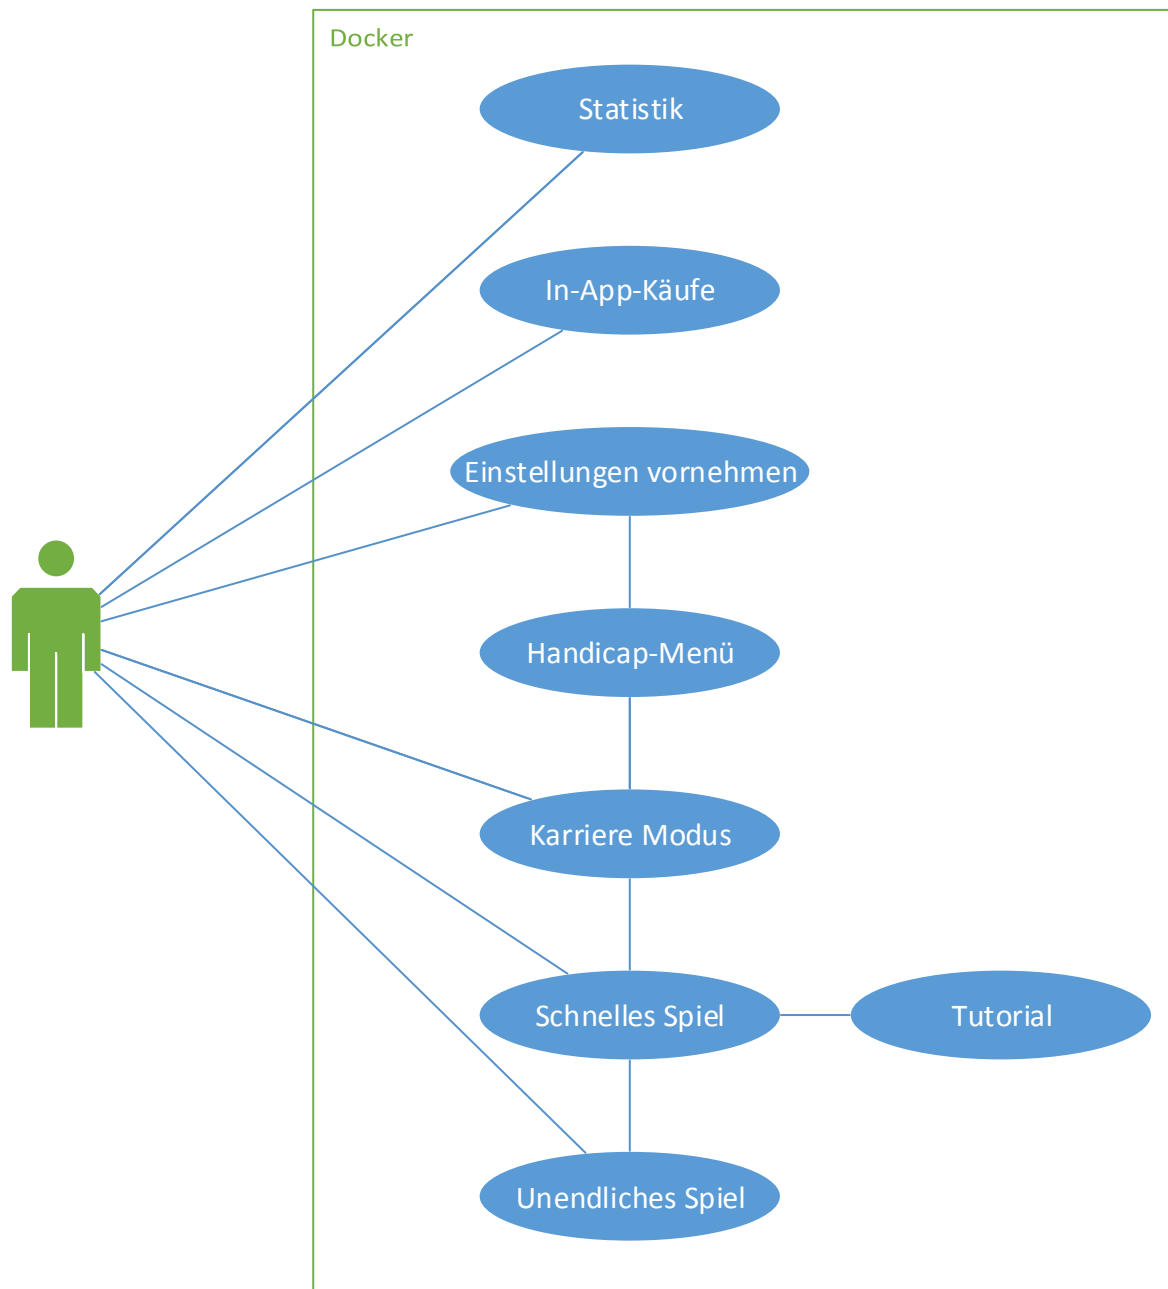 Docker
Statistik
In-App-Käufe
Einstellungen vornehmen
Handicap-Menü
Karriere Modus
Schnelles Spiel
Tutorial
Unendliches Spiel